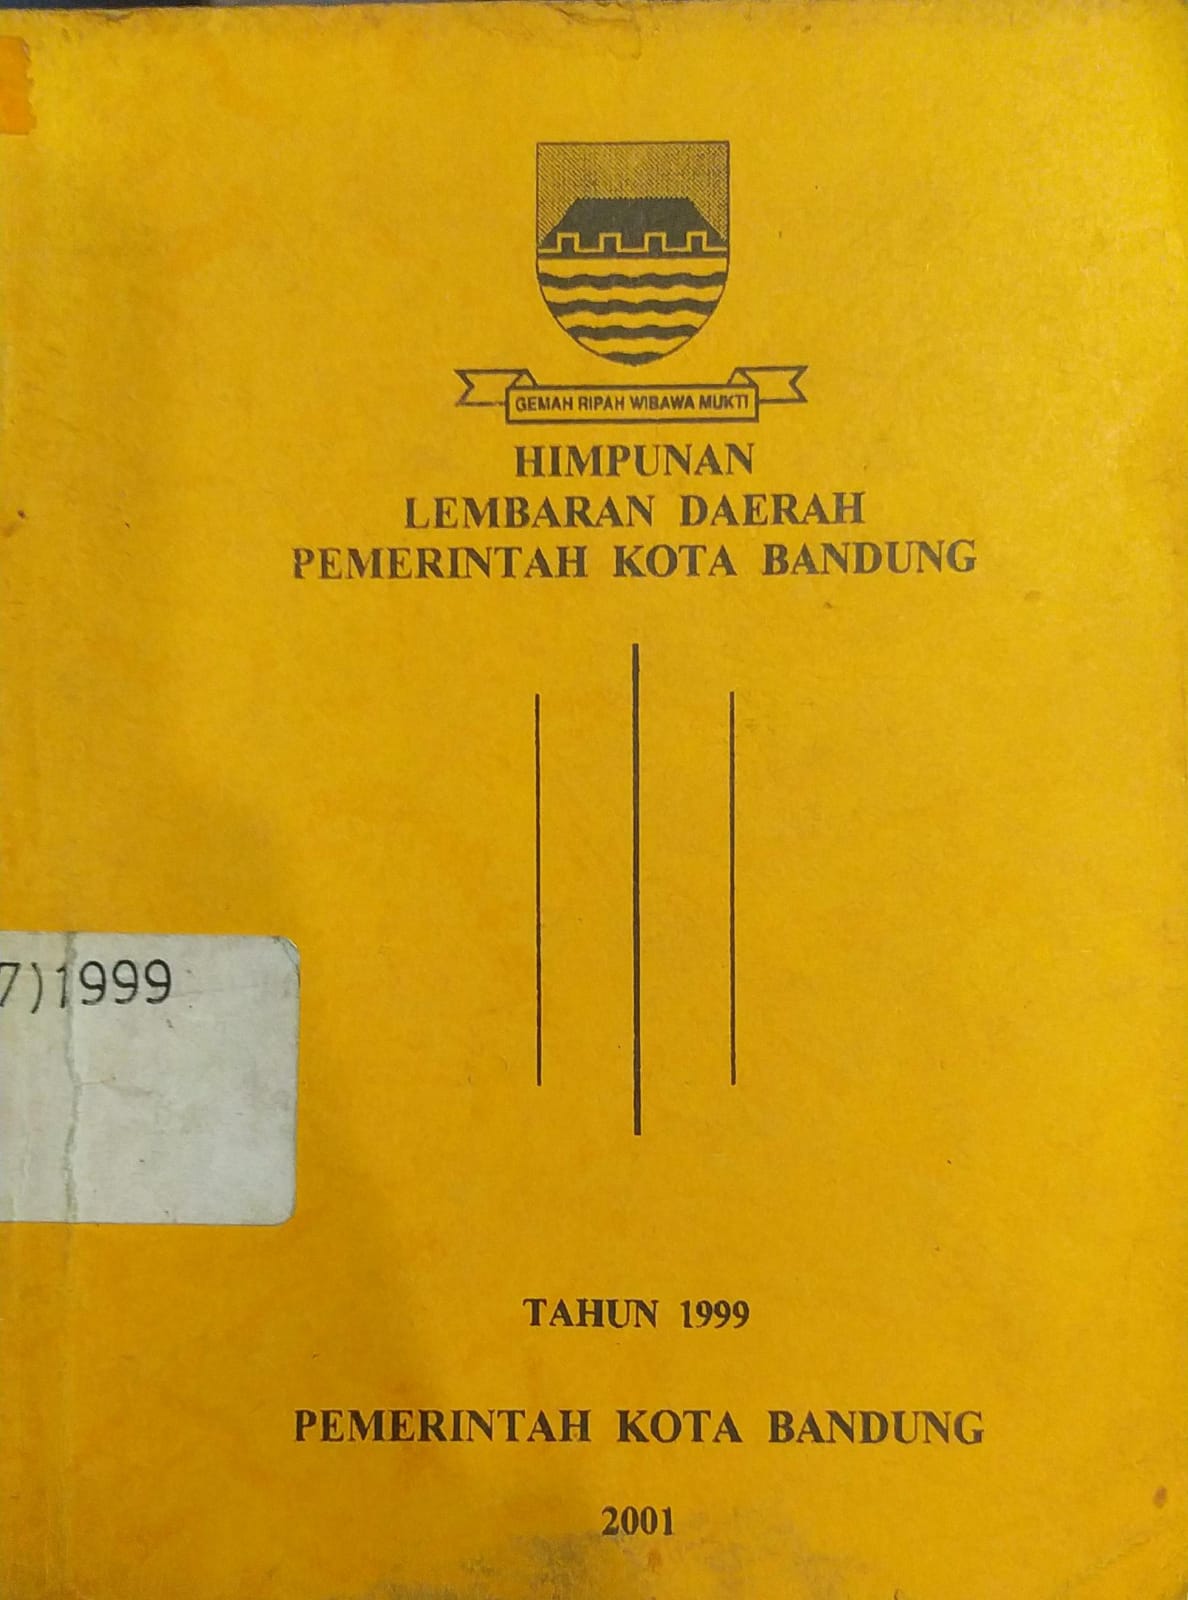 GEMAH RIPAH WIBAWA MUKTI
HIMPUNAN
LEMBARAN DAERAH
PEMERINTAH KOTA BANDUNG
7)1999
TAHUN 1999
PEMERINTAH KOTA BANDUNG
2001